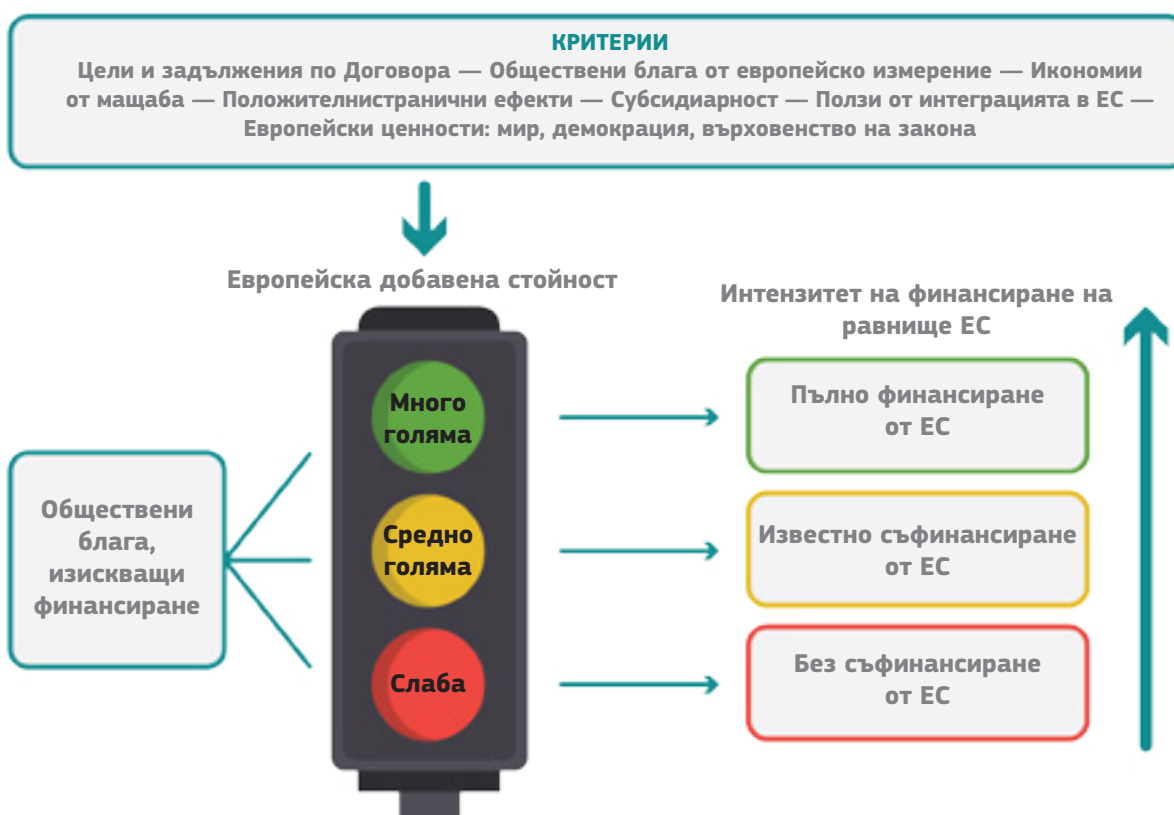 КРИТЕРИИ
Цели и задължения по Договора — Обществени блага от европейско измерение — Икономии
от мащаба — Положителнистранични ефекти — Субсидиарност — Ползи от интеграцията в ЕС —
Европейски ценности: мир, демокрация, върховенство на закона
Европейска добавена стойност
Интензитет на финансиране на
равнище ЕС
Обществени
блага,
изискващи
финансиране
Много
голяма
Пълно финансиране
от ЕС
Средно
голяма
Известно съфинансиране
от ЕС
Слаба
Без съфинансиране
от ЕС